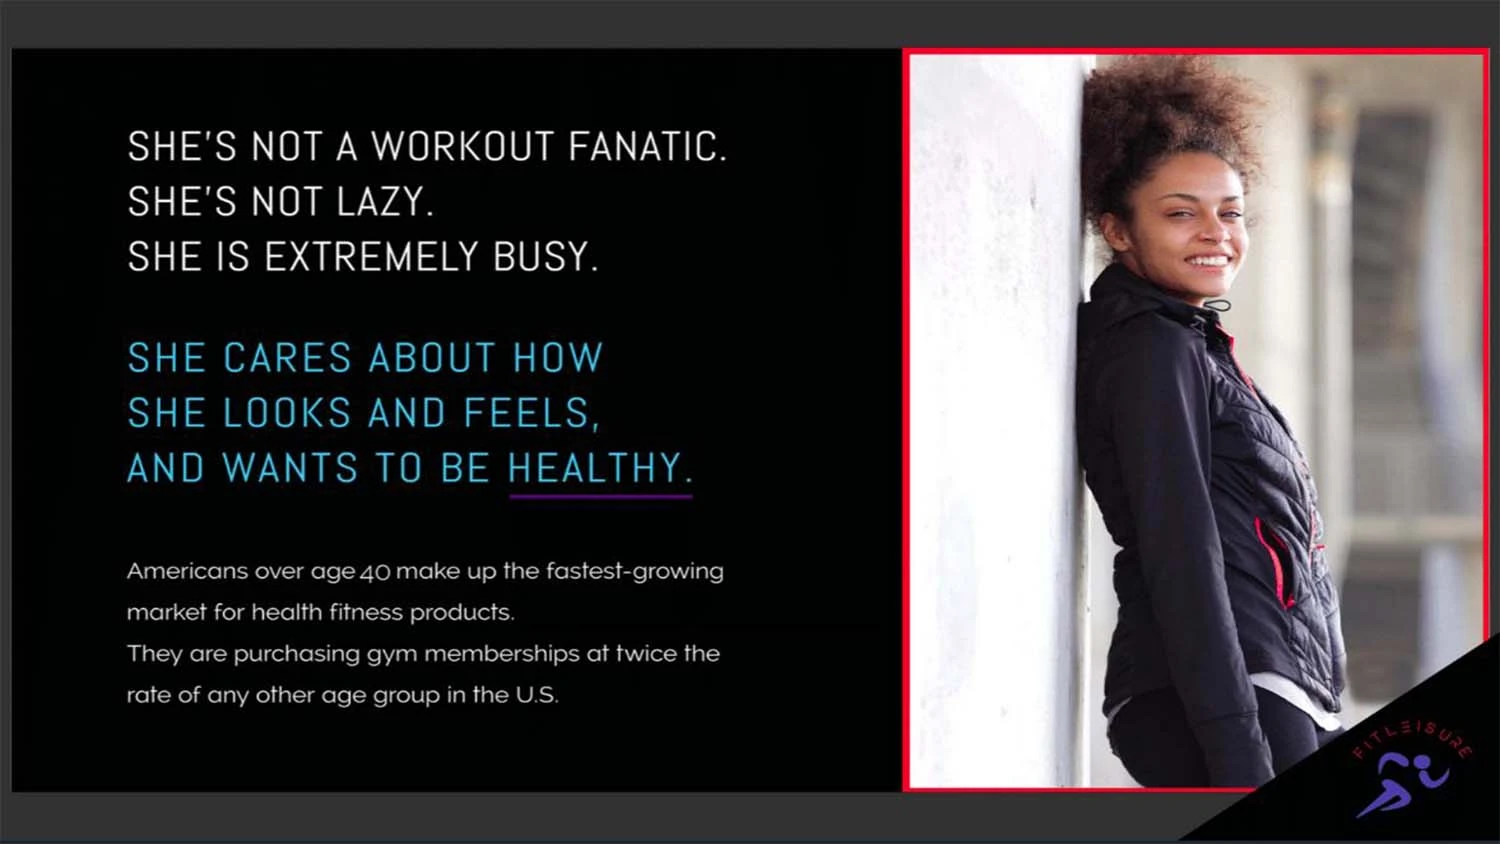 SHE'S NOT A WORKOUT FANATIC.
SHE'S NOT LAZY.
SHE IS EXTREMELY BUSY.
SHE CARES ABOUT HOW
SHE LOOKS AND FEELS,
AND WANTS TO BE HEALTHY.
Americans over age 40 make up the fastest-growing
market for health fitness products.
They are purchasing gym memberships at twice the
rate of any other age group in the U.S.
FITLEISURE